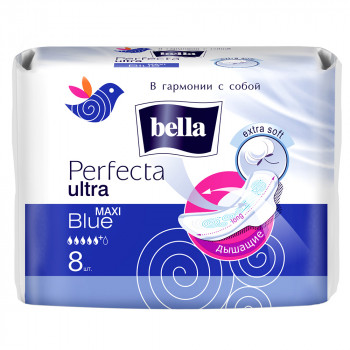 В гармонии с собой
bella
extra soft
Perfecta
ultra
MAXI
Blue
long
дышащие
8 шт.